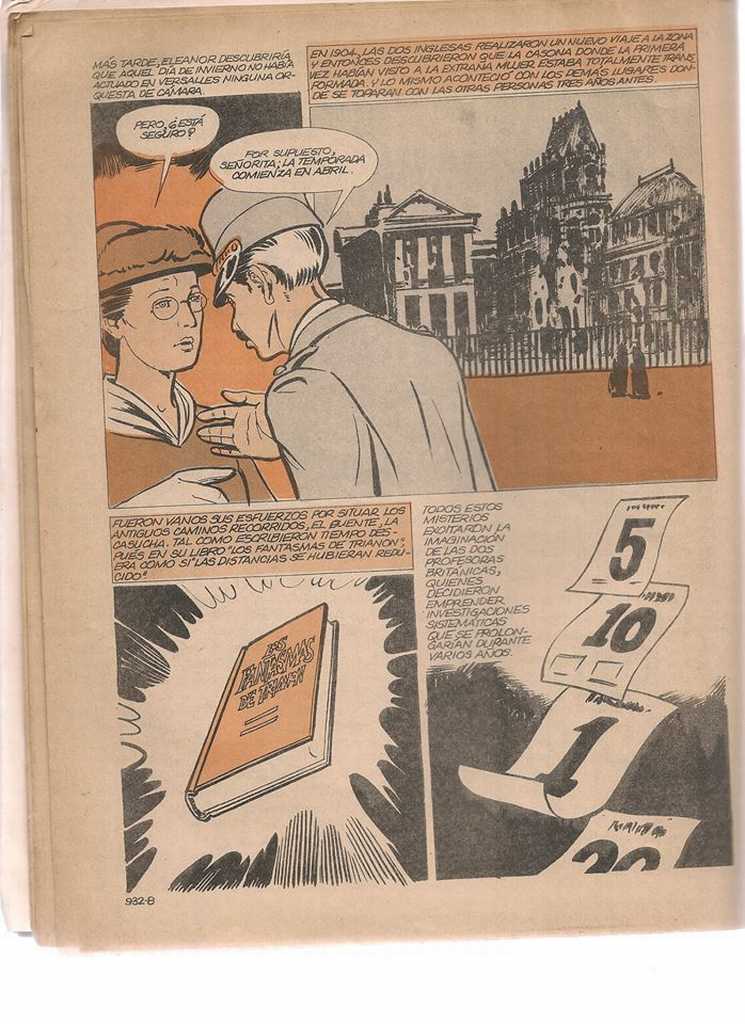 MÁS TARDE, ELEANOR DESCUBRIRÍA
QUE AQUEL DÍA DE INVIERNO NO HABÍA
ACTUADO EN VERSALLES NINGUNA OR-
QUESTA DE CÁMARA.
PERO, ¿ESTÁ
SEGURO?
POR SUPUESTO,
SEÑORITA; LA TEMPORADA
COMIENZA EN ABRIL.
EN 1904, LAS DOS INGLESAS REALIZARON UN NUEVO VIAJE A LA ZONA
Y ENTONCES DESCUBRIERON QUE LA CASONA DONDE LA PRIMERA
VEZ HABÍAN VISTO A LA EXTRAÑA MUJER ESTABA TOTALMENTE TRANS
FORMADA. Y LO MISMO ACONTECIÓ CON LOS DEMÁS LUGARES DON-
DE SE TOPARAN CON LAS OTRAS PERSONAS TRES AÑOS ANTES.
FUERON VANOS SUS ESFUERZOS POR SITUAR LOS
ANTIGUOS CAMINOS RECORRIDOS, EL PUENTE, LA
CASUCHA. TAL COMO ESCRIBIERON TIEMPO DES-
PUÉS EN SU LIBRO "LOS FANTASMAS DE TRIANON",
ERA COMO SI "LAS DISTANCIAS SE HUBIERAN REDU
CIDO"
LOS
FANTASMAS
DE TRIANON
TODOS ESTOS
MISTERIOS
EXCITARON LA
IMAGINACIÓN
DE LAS DOS
PROFESORAS
BRITÁNICAS,
QUIENES
DECIDIERON
EMPRENDER
INVESTIGACIONES
SISTEMÁTICAS
QUE SE PROLON-
GARÍAN DURANTE
VARIOS AÑOS.
5
10
1
20
932-B